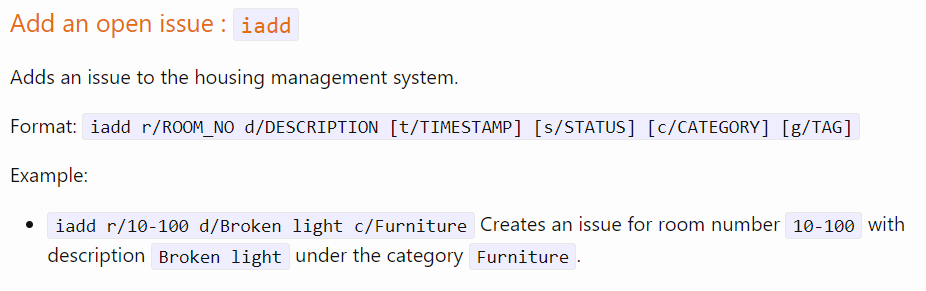 Add an open issue : iadd
Adds an issue to the housing management system.
Format: iadd r/ROOM_NO d/DESCRIPTION [t/TIMESTAMP] [s/STATUS] [c/CATEGORY] [g/TAG]
Example:
• iadd r/10-100 d/Broken light c/Furniture Creates an issue for room number 10-100 with
description Broken light under the category Furniture.